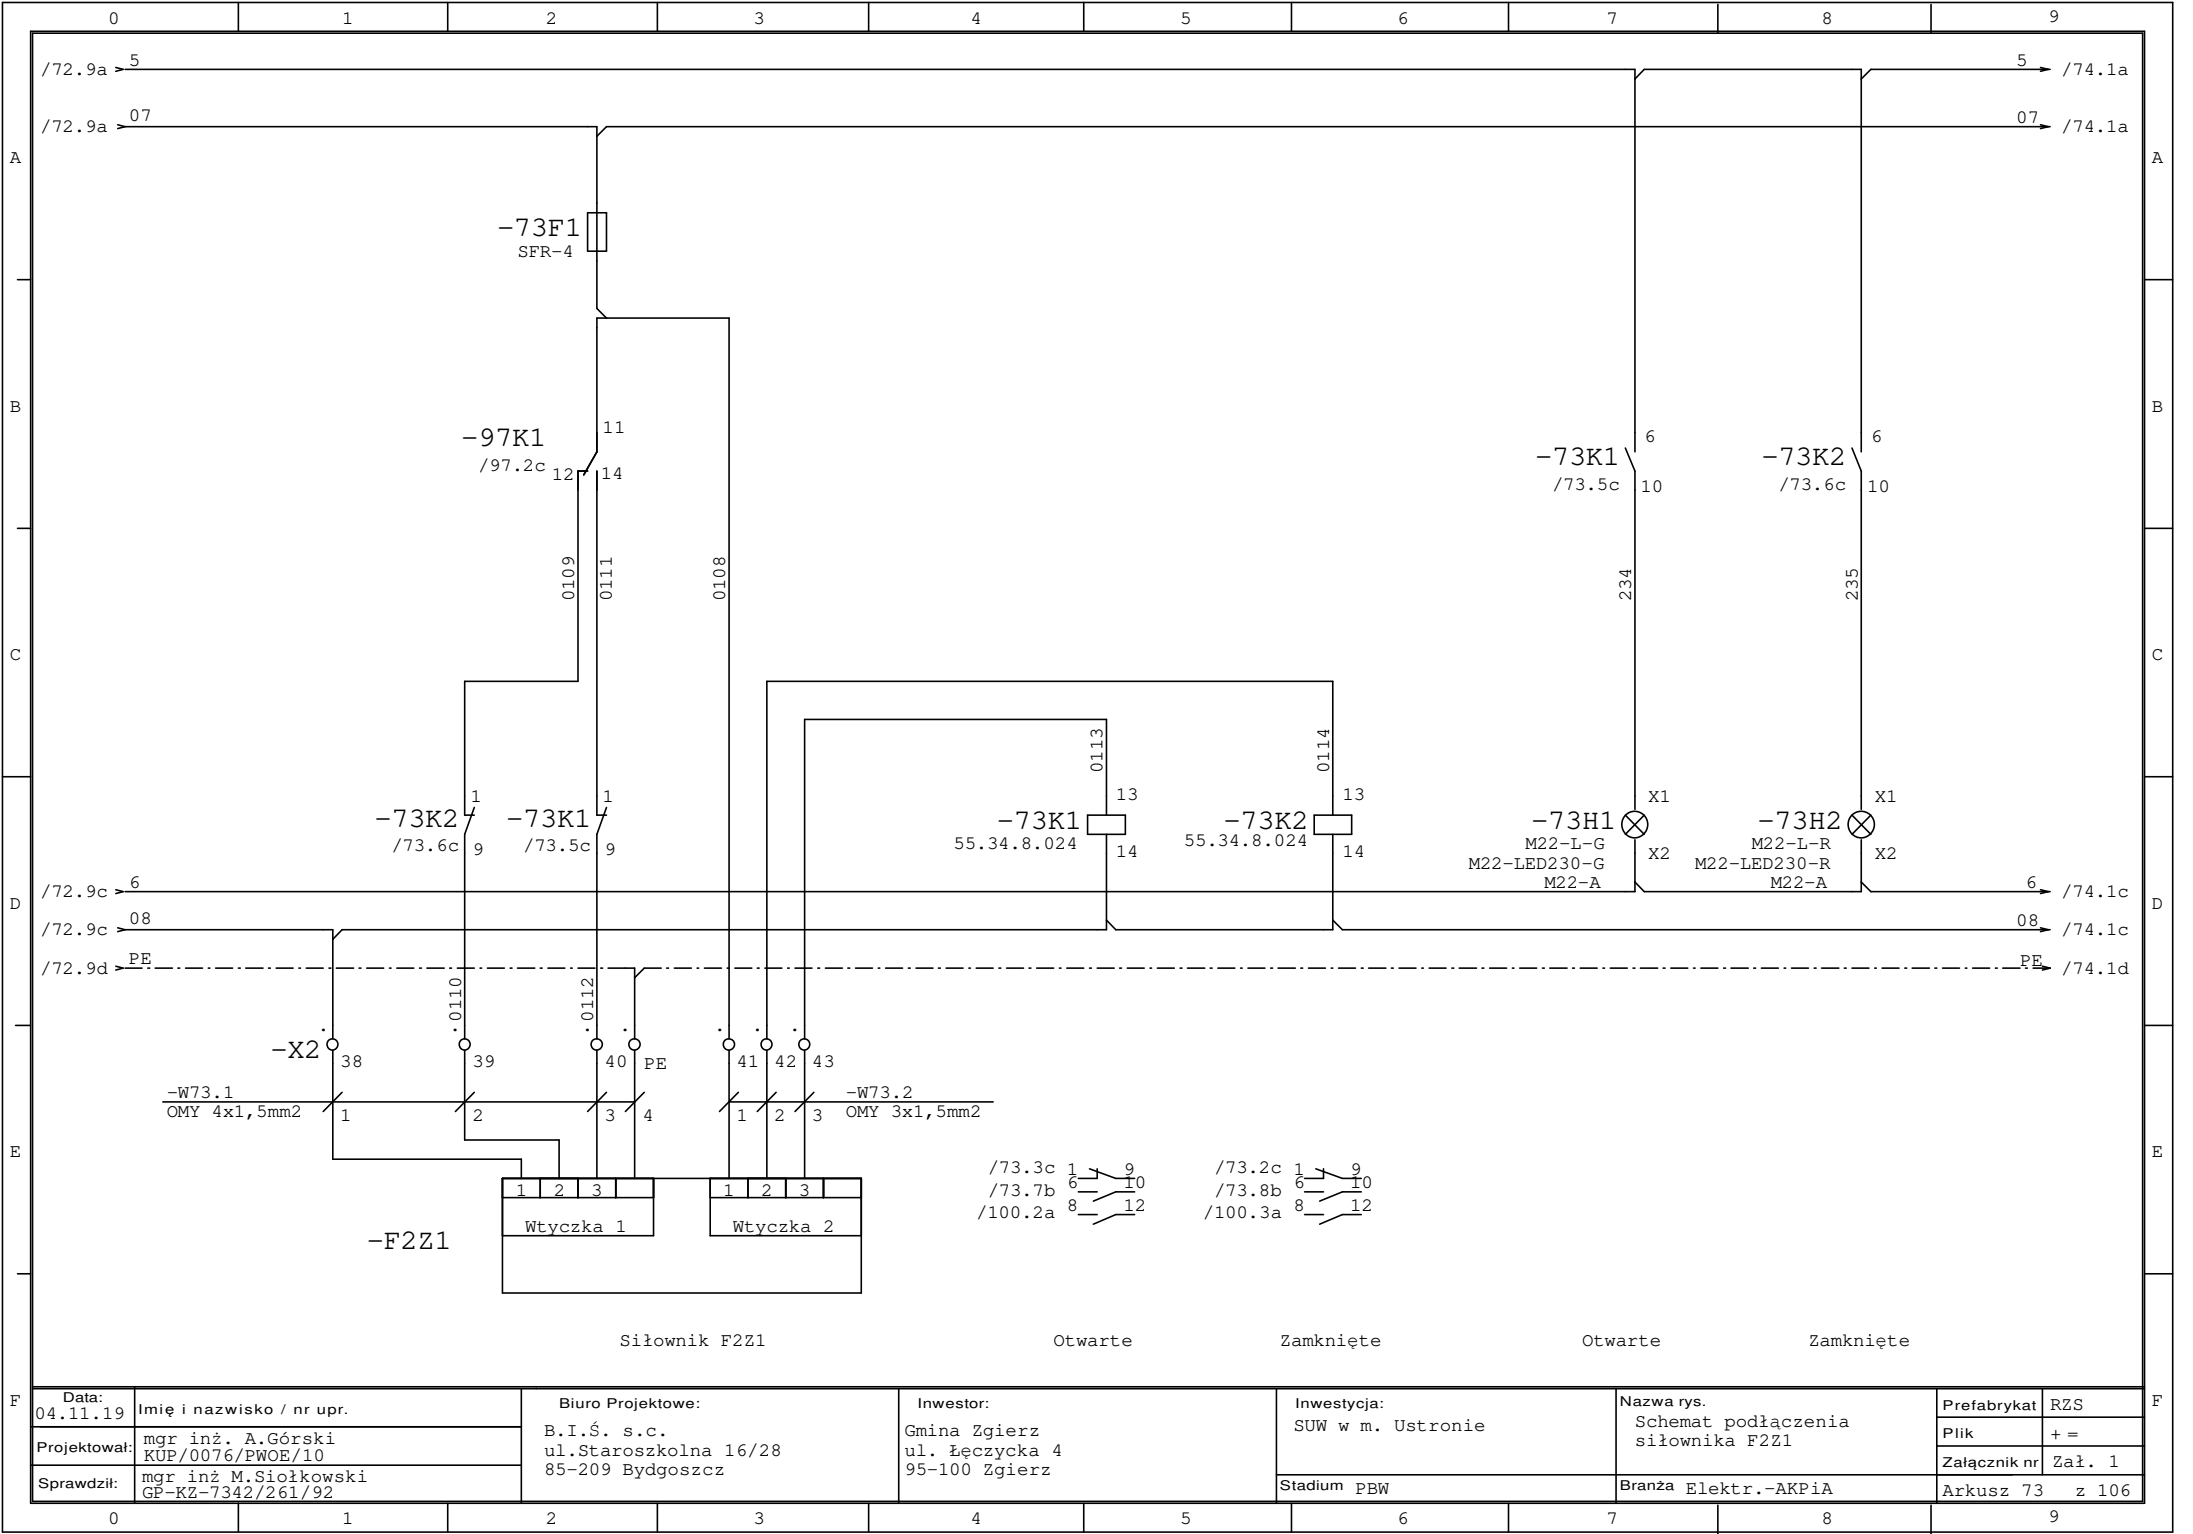 0 1 2 3 4 5 6 7 8 9
/72.9a 5 5 /74.1a
/72.9a 07 07 /74.1a
A A
-73F1
SFR-4
B B
-97K1 11
/97.2c 12 14
-73K1 6
/73.5c 10
-73K2 6
/73.6c 10
0109 0111 0108 234 235
C C
0113 0114
-73K2 1
/73.6c 9
-73K1 1
/73.5c 9
-73K1 13
55.34.8.024 14
-73K2 13
55.34.8.024 14
X1
-73H1
M22-L-G X2
M22-LED230-G
M22-A
X1
-73H2
M22-L-R X2
M22-LED230-R
M22-A
/72.9c 6 6 /74.1c
D D
/72.9c 08 08 /74.1c
/72.9d PE PE /74.1d
0110 0112
-X2 38 39 40 PE 41 42 43
-W73.1
OMY 4x1,5mm2 1 2 3 4
-W73.2
1 2 3 OMY 3x1,5mm2
E E
/73.3c 1 9
/73.7b 6 10
/100.2a 8 12
/73.2c 1 9
/73.8b 6 10
/100.3a 8 12
1 2 3 1 2 3
Wtyczka 1 Wtyczka 2
-F2Z1
Siłownik F2Z1 Otwarte Zamknięte Otwarte Zamknięte
F F
Data:
04.11.19
Imię i nazwisko / nr upr.
Projektował:
mgr inż. A.Górski
KUP/0076/PWOE/10
Sprawdził:
mgr inż M.Siołkowski
GP-KZ-7342/261/92
Biuro Projektowe:
B.I.Ś. s.c.
ul.Staroszkolna 16/28
85-209 Bydgoszcz
Inwestor:
Gmina Zgierz
ul. Łęczycka 4
95-100 Zgierz
Inwestycja:
SUW w m. Ustronie
Stadium PBW
Nazwa rys.
Schemat podłączenia
siłownika F2Z1
Branża Elektr.-AKPiA
Prefabrykat RZS
Plik + =
Załącznik nr Zał. 1
Arkusz 73 z 106
0 1 2 3 4 5 6 7 8 9